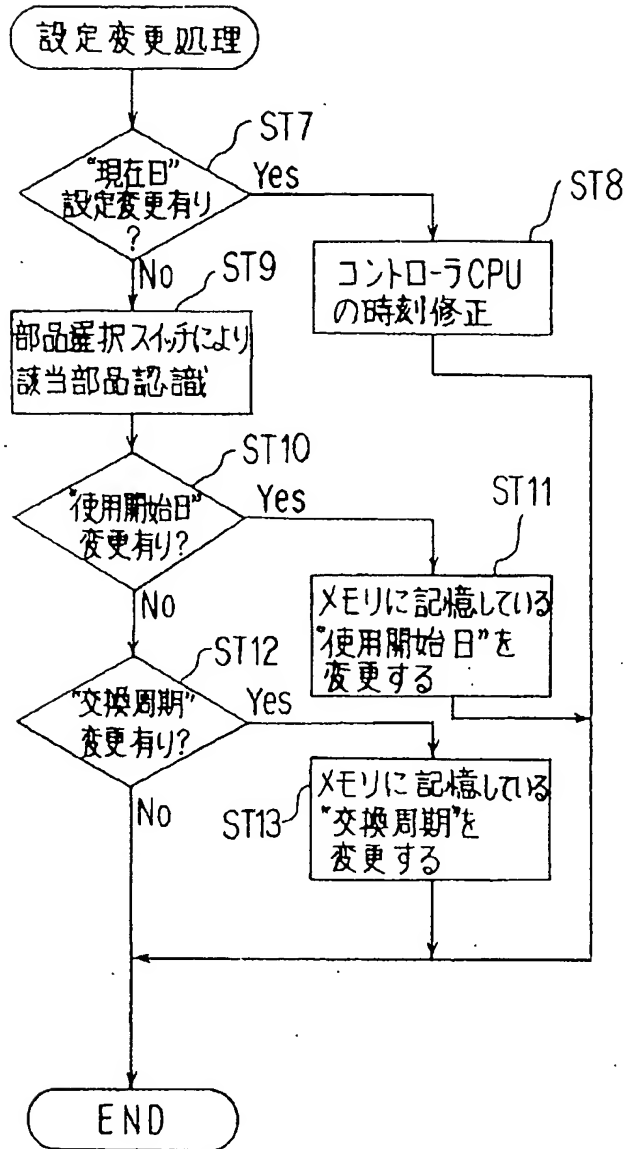 設定変更処理
ST7
"現在日"
設定変更有り
?
Yes
No
ST8
コントローラCPU
の時刻修正
ST9
部品選択スイッチにより
該当部品認識
ST10
"使用開始日"
変更有り?
Yes
No
ST11
メモリに記憶している
"使用開始日"を
変更する
ST12
"交換周期"
変更有り?
Yes
No
ST13
メモリに記憶している
"交換周期"を
変更する
END